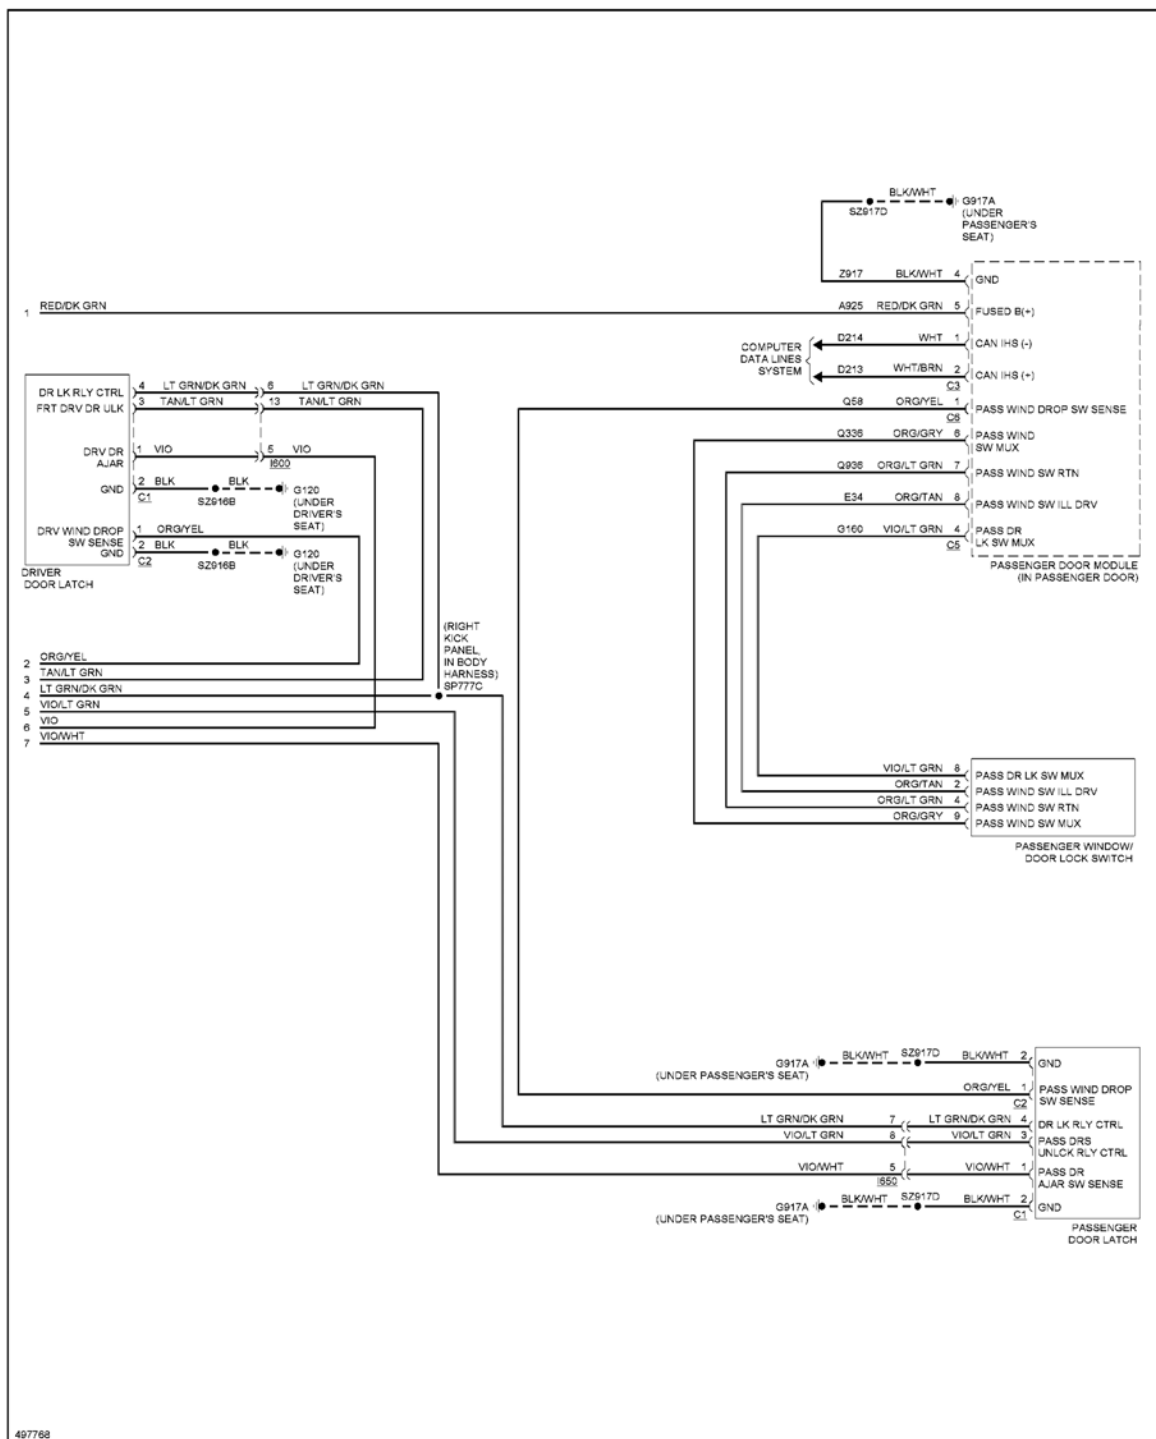 BLK/WHT
SZ917D
G917A
(UNDER
PASSENGER'S
SEAT)
Z917 BLK/WHT 4 GND
1 RED/DK GRN A925 RED/DK GRN 5 FUSED B(+)
COMPUTER
DATA LINES
SYSTEM
D214 WHT 1 CAN IHS (-)
D213 WHT/BRN 2 CAN IHS (+)
C3
Q58 ORG/YEL 1 PASS WIND DROP SW SENSE
C6
Q336 ORG/GRY 6 PASS WIND
SW MUX
Q936 ORG/LT GRN 7 PASS WIND SW RTN
E34 ORG/TAN 8 PASS WIND SW ILL DRV
G160 VIO/LT GRN 4 PASS DR
LK SW MUX
C5
PASSENGER DOOR MODULE
(IN PASSENGER DOOR)
DR LK RLY CTRL 4 LT GRN/DK GRN 6 LT GRN/DK GRN
FRT DRV DR ULK 3 TAN/LT GRN 13 TAN/LT GRN
DRV DR
AJAR
1 VIO 5 VIO
I600
GND 2 BLK BLK
C1
SZ916B
G120
(UNDER
DRIVER'S
SEAT)
DRV WIND DROP
SW SENSE
1 ORG/YEL
GND 2 BLK BLK
C2
SZ916B
G120
(UNDER
DRIVER'S
SEAT)
DRIVER
DOOR LATCH
(RIGHT
KICK
PANEL,
IN BODY
HARNESS)
SP777C
2 ORG/YEL
3 TAN/LT GRN
4 LT GRN/DK GRN
5 VIO/LT GRN
6 VIO
7 VIO/WHT
VIO/LT GRN 8 PASS DR LK SW MUX
ORG/TAN 2 PASS WIND SW ILL DRV
ORG/LT GRN 4 PASS WIND SW RTN
ORG/GRY 9 PASS WIND SW MUX
PASSENGER WINDOW/
DOOR LOCK SWITCH
G917A BLK/WHT SZ917D BLK/WHT 2 GND
(UNDER PASSENGER'S SEAT)
ORG/YEL 1 PASS WIND DROP
SW SENSE
C2
LT GRN/DK GRN 7 LT GRN/DK GRN 4 DR LK RLY CTRL
VIO/LT GRN 8 VIO/LT GRN 3 PASS DRS
UNLCK RLY CTRL
VIO/WHT 5 VIO/WHT 1 PASS DR
AJAR SW SENSE
I650
G917A BLK/WHT SZ917D BLK/WHT 2 GND
(UNDER PASSENGER'S SEAT)
C1
PASSENGER
DOOR LATCH
497768